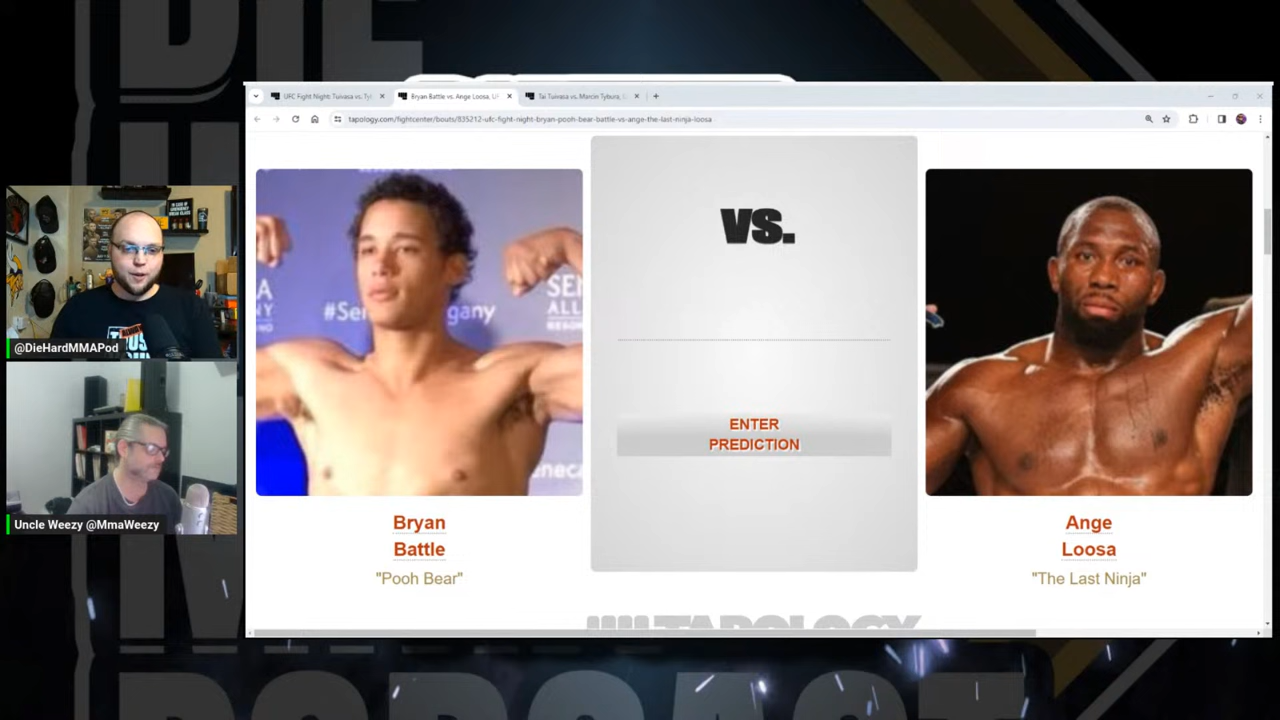 DIE
UFC Fight Night: Tuivasa vs. Ty
Bryan Battle vs. Ange Loosa, UF
Tai Tuivasa vs. Marcin Tybura, U
tapology.com/fightcenter/bouts/835212-ufc-fight-night-bryan-pooh-bear-battle-vs-ange-the-last-ninja-loosa
VS.
ENTER
PREDICTION
Bryan
Battle
"Pooh Bear"
Ange
Loosa
"The Last Ninja"
TAPOLOGY
@DieHardMMAPod
Uncle Weezy @MmaWeezy
PODCAST